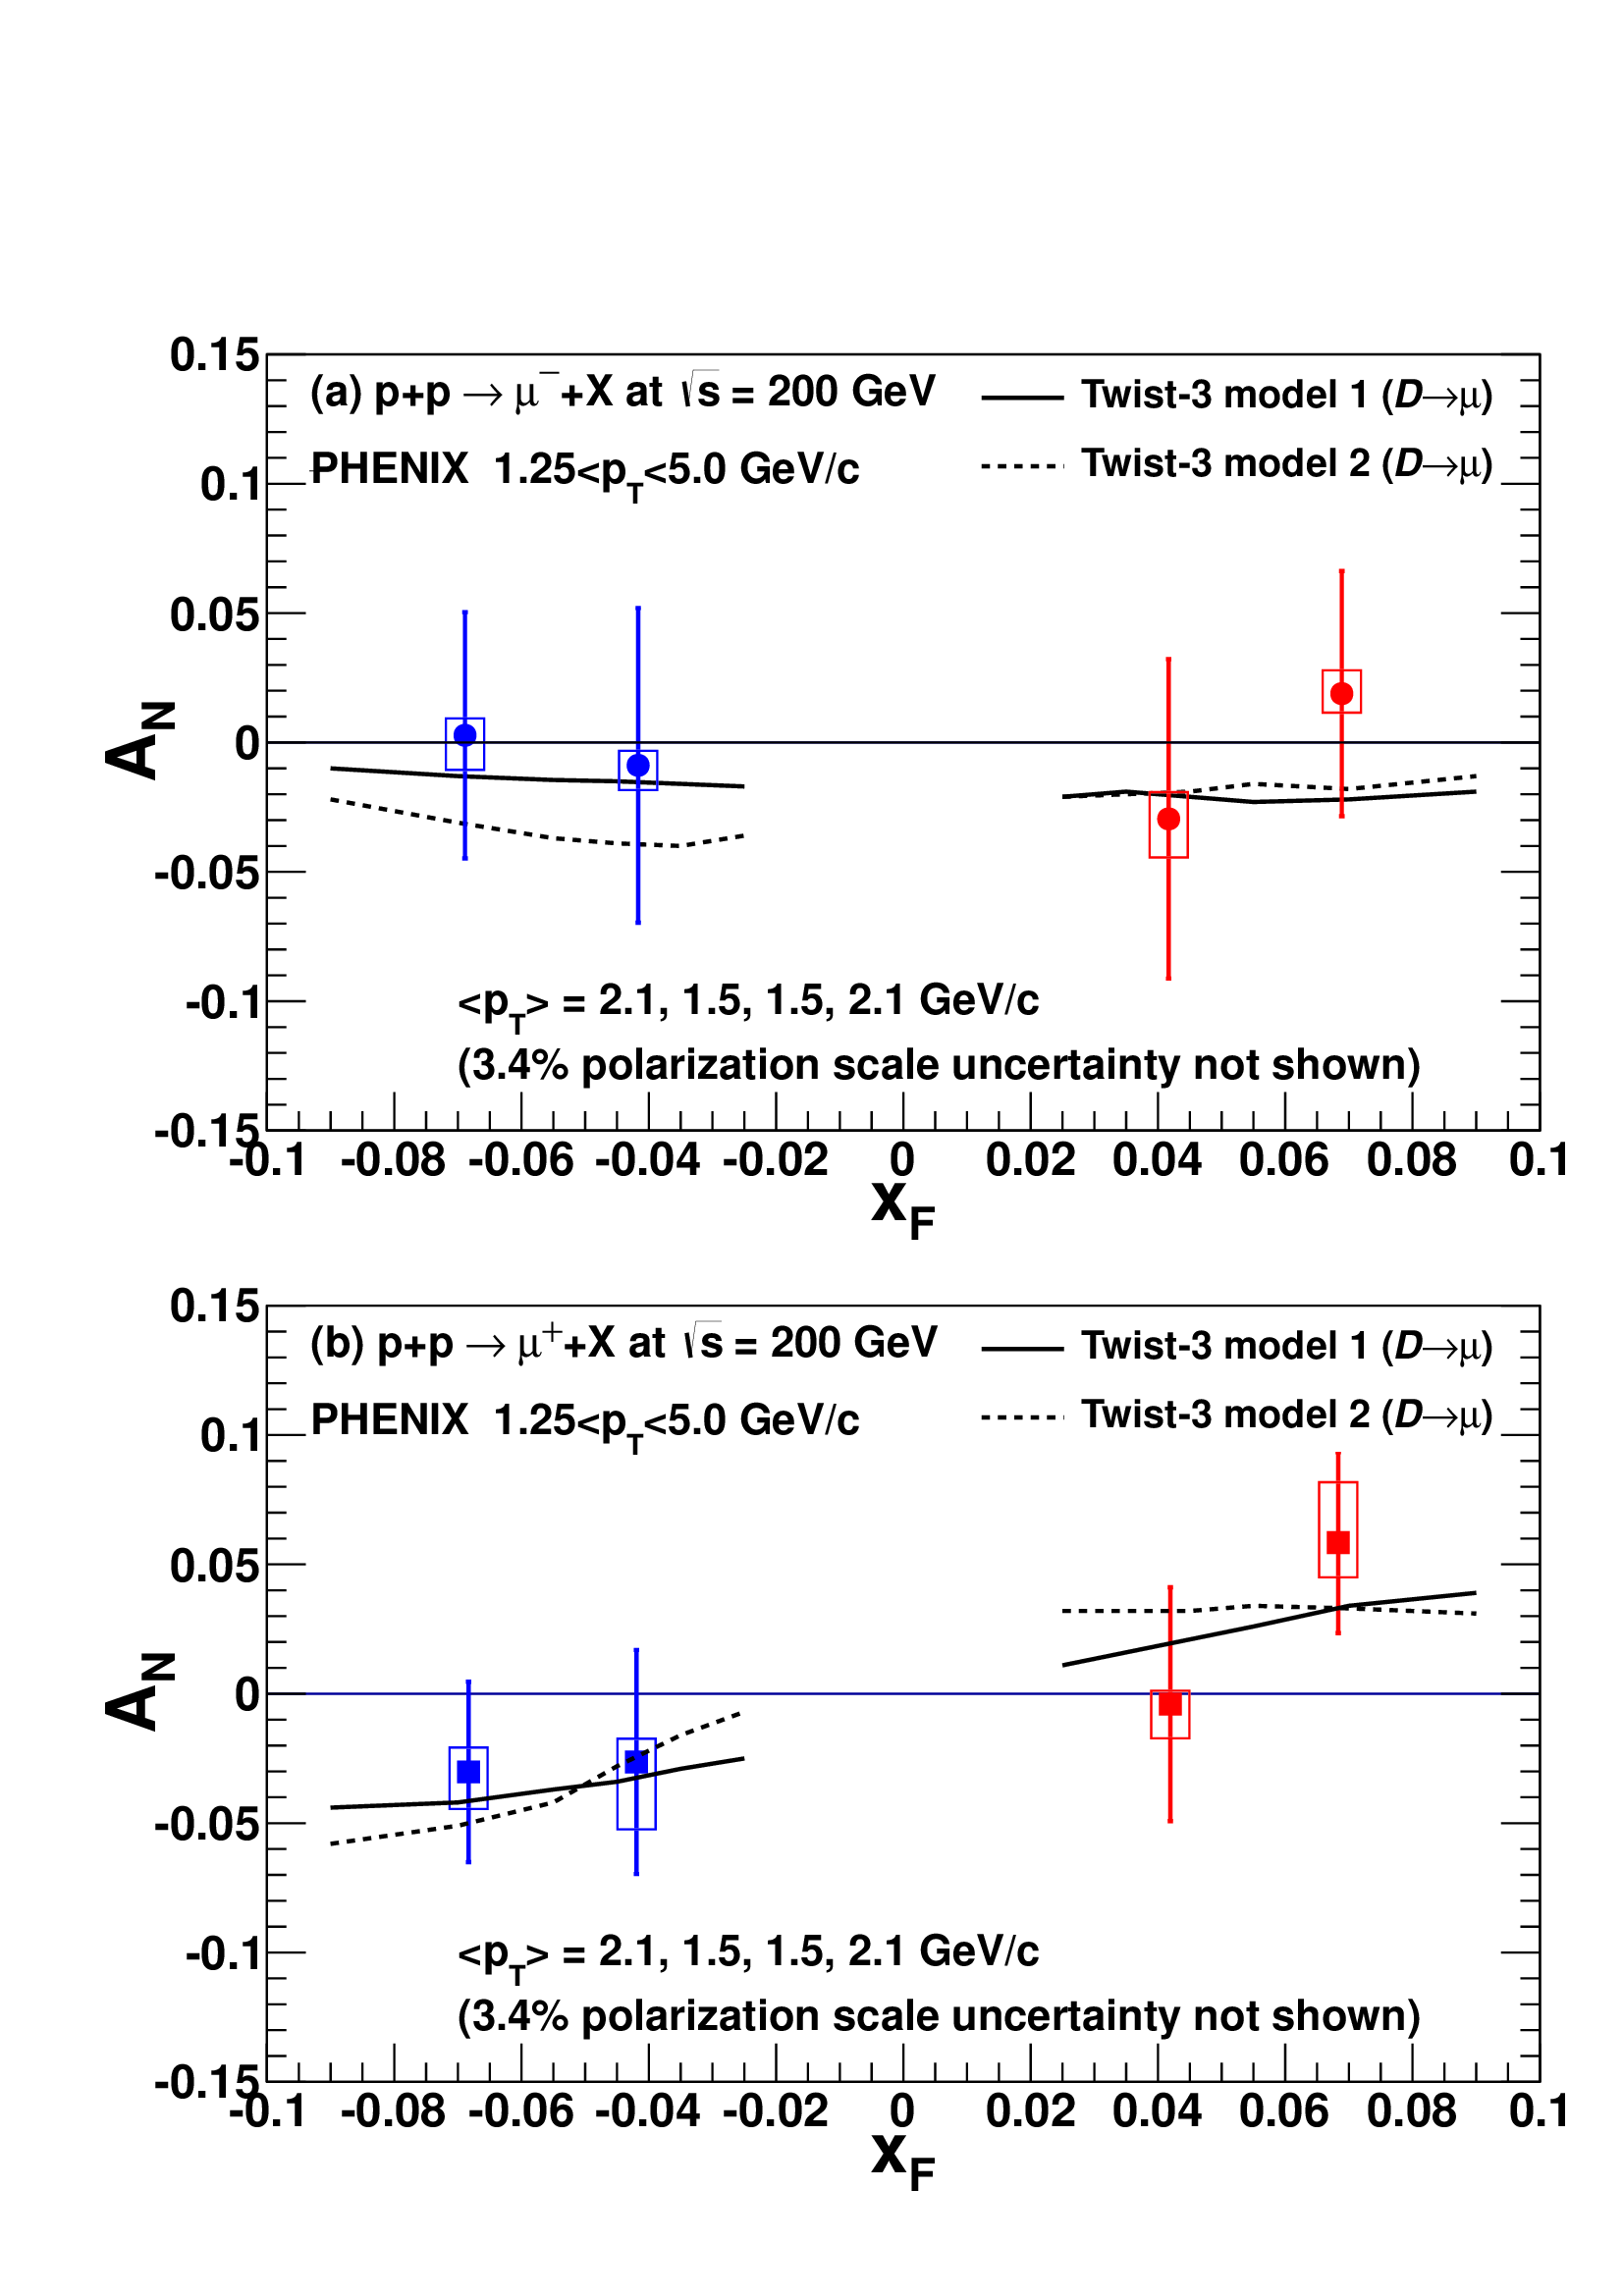 0.15
(a) p+p → μ⁻+X at √s = 200 GeV
Twist-3 model 1 (D→μ)
PHENIX 1.25<p_T<5.0 GeV/c
Twist-3 model 2 (D→μ)
0.1
0.05
0
-0.05
-0.1
-0.15
A_N
<p_T> = 2.1, 1.5, 1.5, 2.1 GeV/c
(3.4% polarization scale uncertainty not shown)
-0.1 -0.08 -0.06 -0.04 -0.02 0 0.02 0.04 0.06 0.08 0.1
x_F
0.15
(b) p+p → μ⁺+X at √s = 200 GeV
Twist-3 model 1 (D→μ)
PHENIX 1.25<p_T<5.0 GeV/c
Twist-3 model 2 (D→μ)
0.1
0.05
0
-0.05
-0.1
-0.15
A_N
<p_T> = 2.1, 1.5, 1.5, 2.1 GeV/c
(3.4% polarization scale uncertainty not shown)
-0.1 -0.08 -0.06 -0.04 -0.02 0 0.02 0.04 0.06 0.08 0.1
x_F